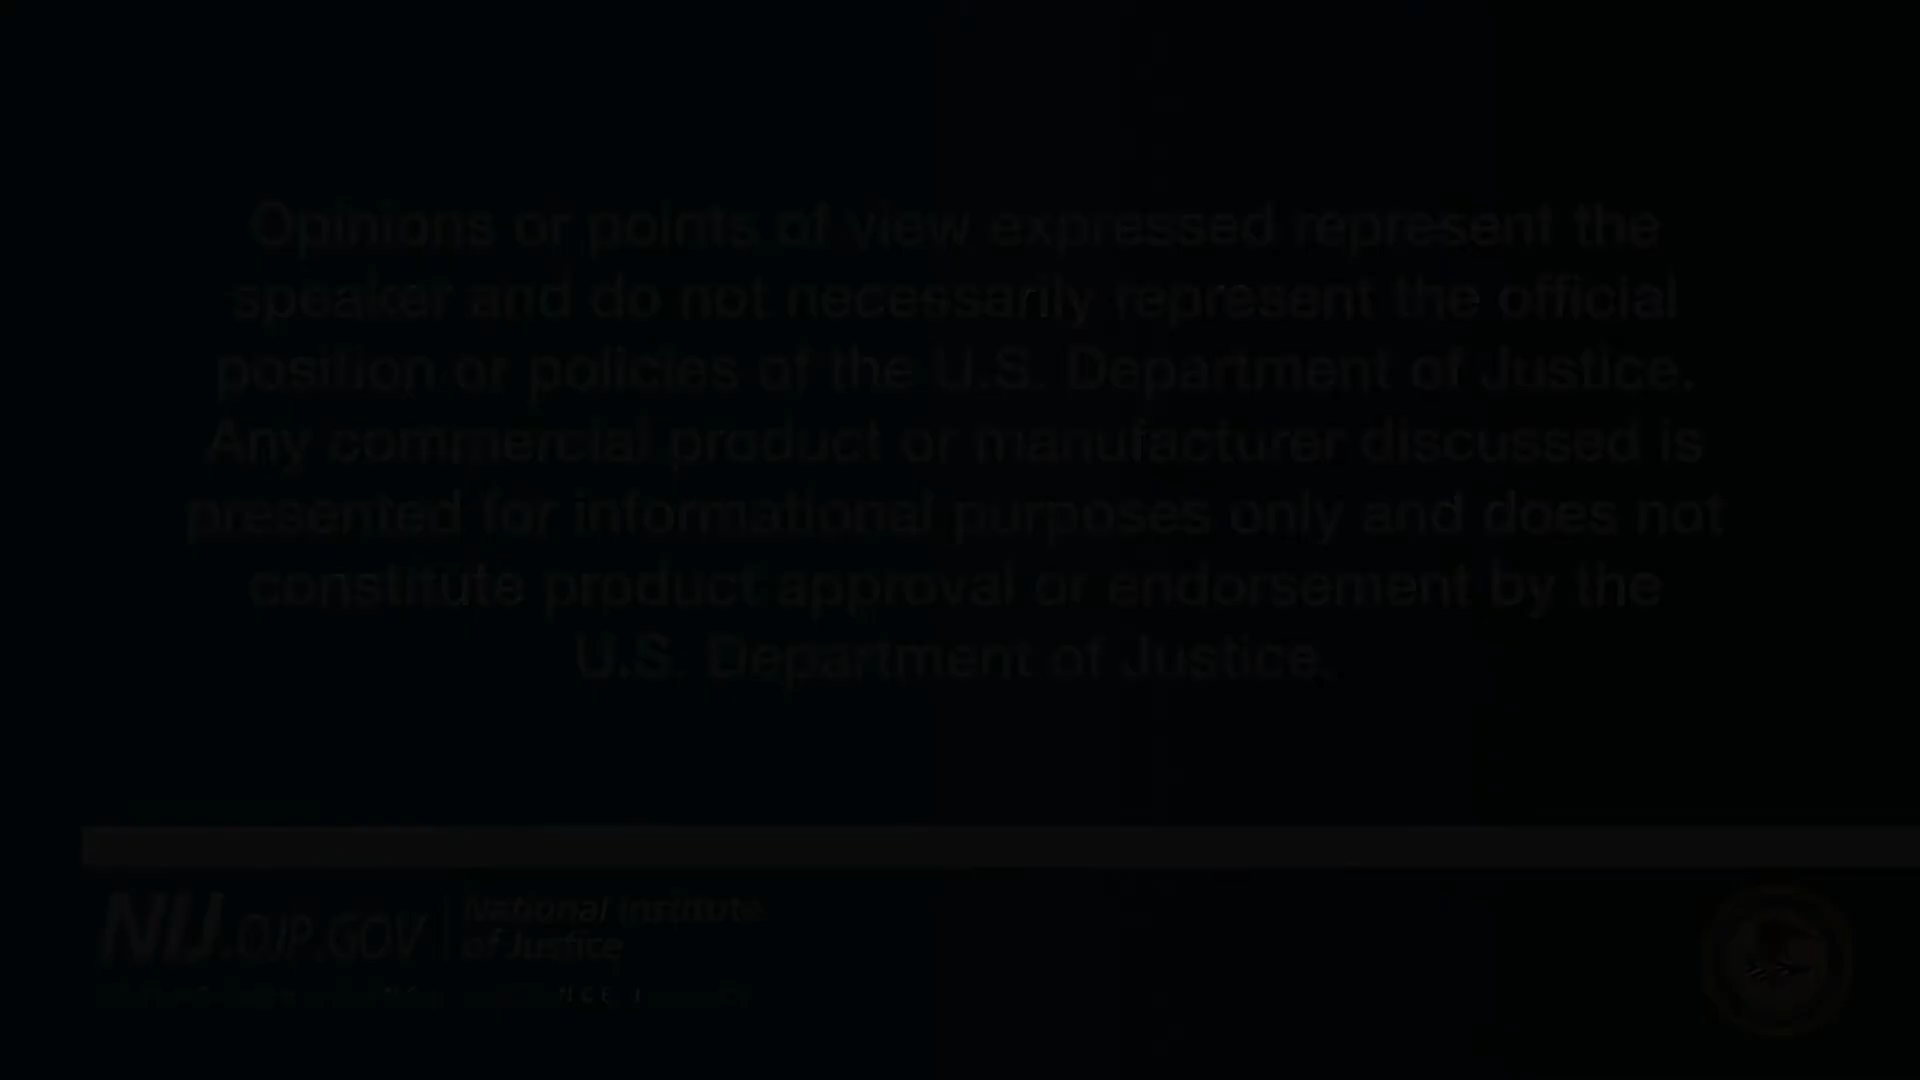 Opinions or points of view expressed represent the
speaker and do not necessarily represent the official
position or policies of the U.S. Department of Justice.
Any commercial product or manufacturer discussed is
presented for informational purposes only and does not
constitute product approval or endorsement by the
U.S. Department of Justice.
NIJ.OJP.GOV
National Institute
of Justice